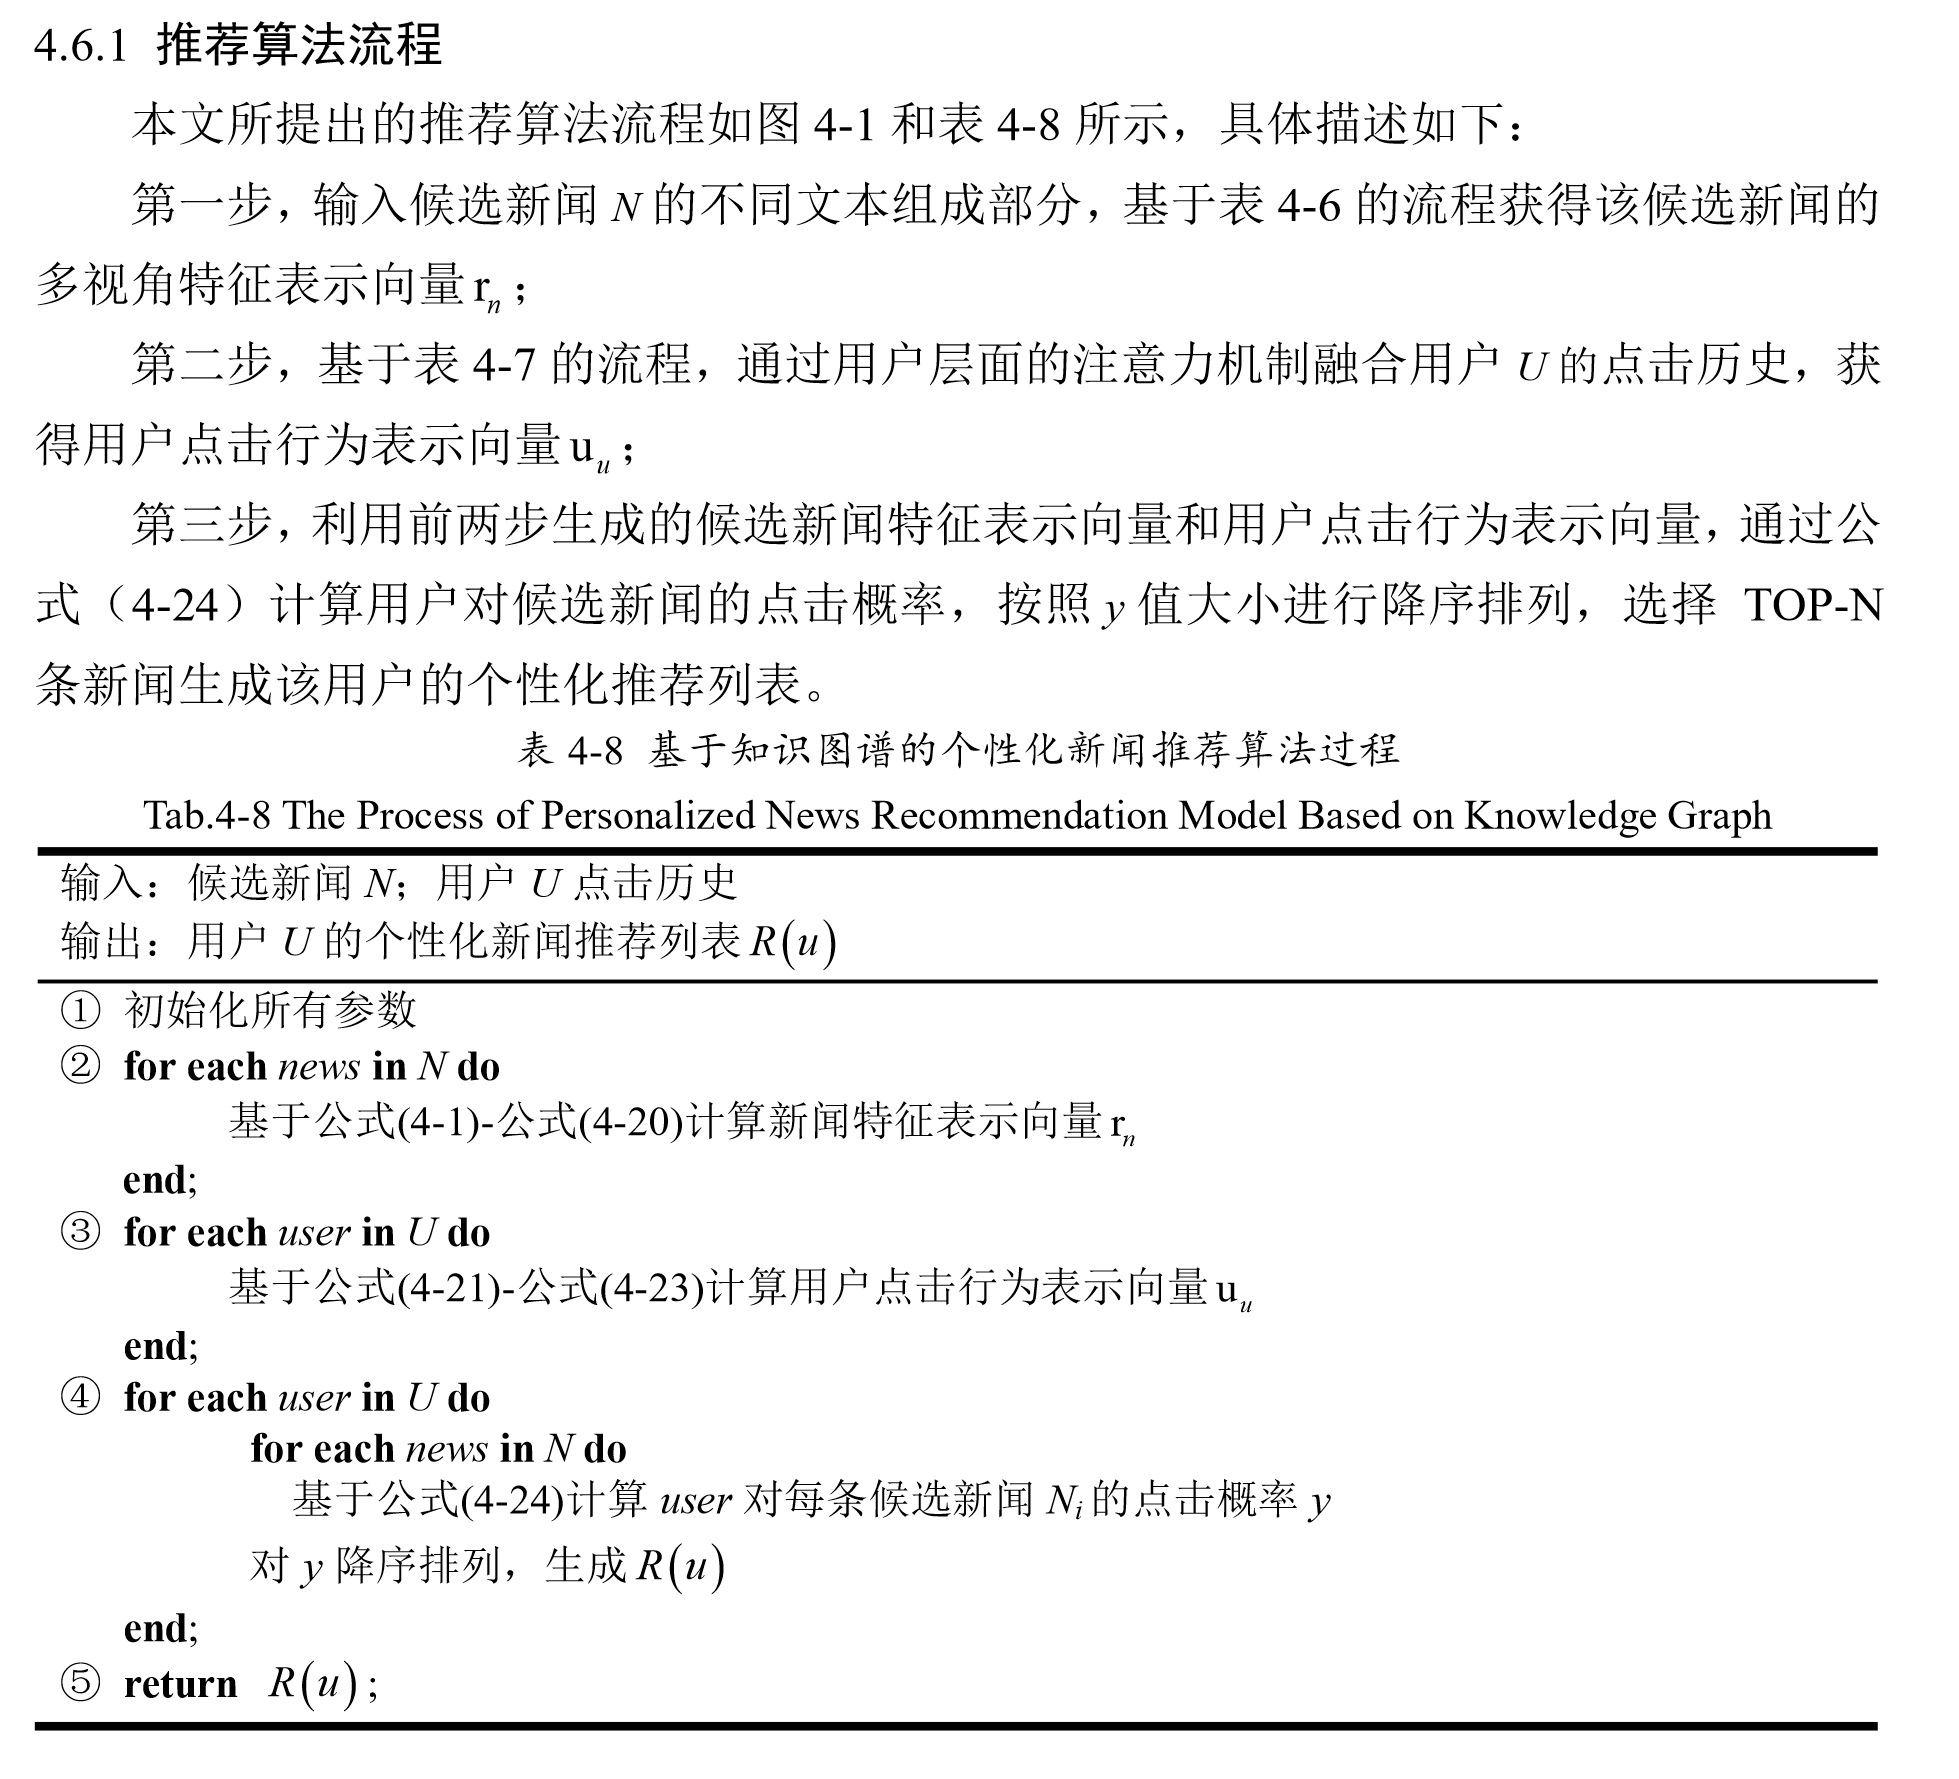 4.6.1 推荐算法流程
本文所提出的推荐算法流程如图 4-1 和表 4-8 所示，具体描述如下：
第一步，输入候选新闻 N 的不同文本组成部分，基于表 4-6 的流程获得该候选新闻的
多视角特征表示向量 rₙ；
第二步，基于表 4-7 的流程，通过用户层面的注意力机制融合用户 U 的点击历史，获
得用户点击行为表示向量 u_u；
第三步，利用前两步生成的候选新闻特征表示向量和用户点击行为表示向量，通过公
式（4-24）计算用户对候选新闻的点击概率，按照 y 值大小进行降序排列，选择 TOP-N
条新闻生成该用户的个性化推荐列表。
表 4-8 基于知识图谱的个性化新闻推荐算法过程
Tab.4-8 The Process of Personalized News Recommendation Model Based on Knowledge Graph
输入：候选新闻 N；用户 U 点击历史
输出：用户 U 的个性化新闻推荐列表 R(u)
① 初始化所有参数
② for each news in N do
基于公式(4-1)-公式(4-20)计算新闻特征表示向量 rₙ
end;
③ for each user in U do
基于公式(4-21)-公式(4-23)计算用户点击行为表示向量 u_u
end;
④ for each user in U do
for each news in N do
基于公式(4-24)计算 user 对每条候选新闻 Nᵢ 的点击概率 y
对 y 降序排列，生成 R(u)
end;
⑤ return R(u);